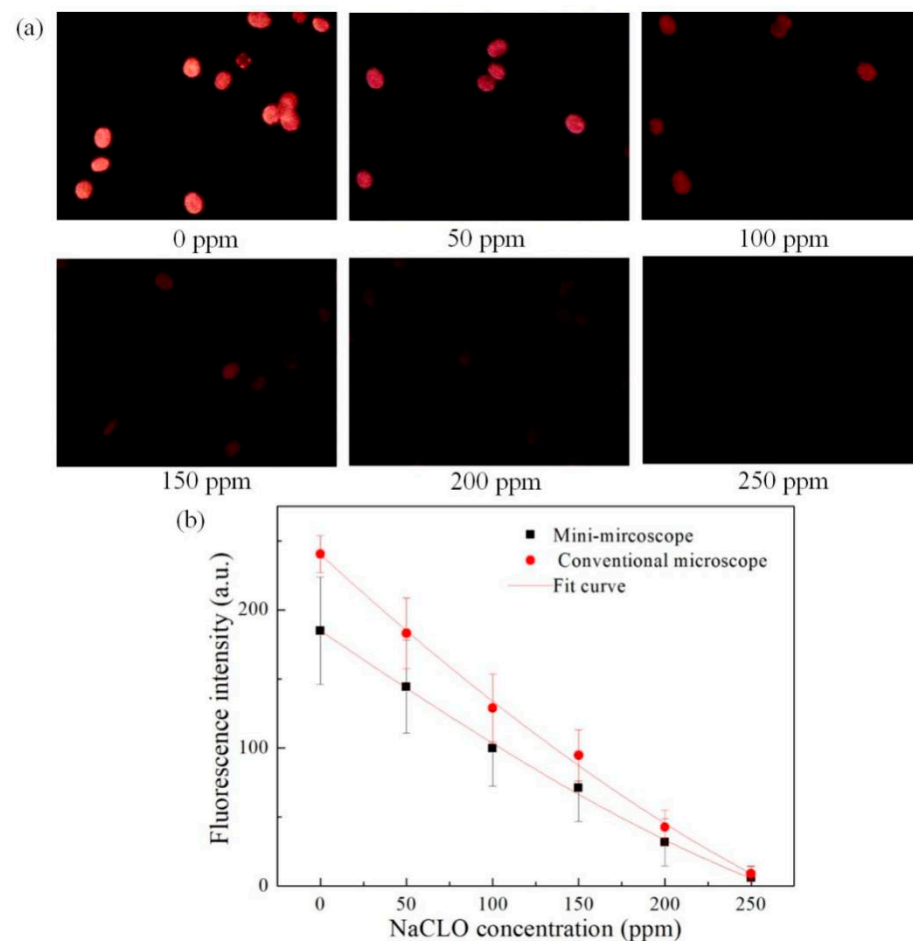 (a)
0 ppm
50 ppm
100 ppm
150 ppm
200 ppm
250 ppm
(b)
Mini-mircoscope
Conventional microscope
Fit curve
Fluorescence intensity (a.u.)
200
100
0
0 50 100 150 200 250
NaCLO concentration (ppm)